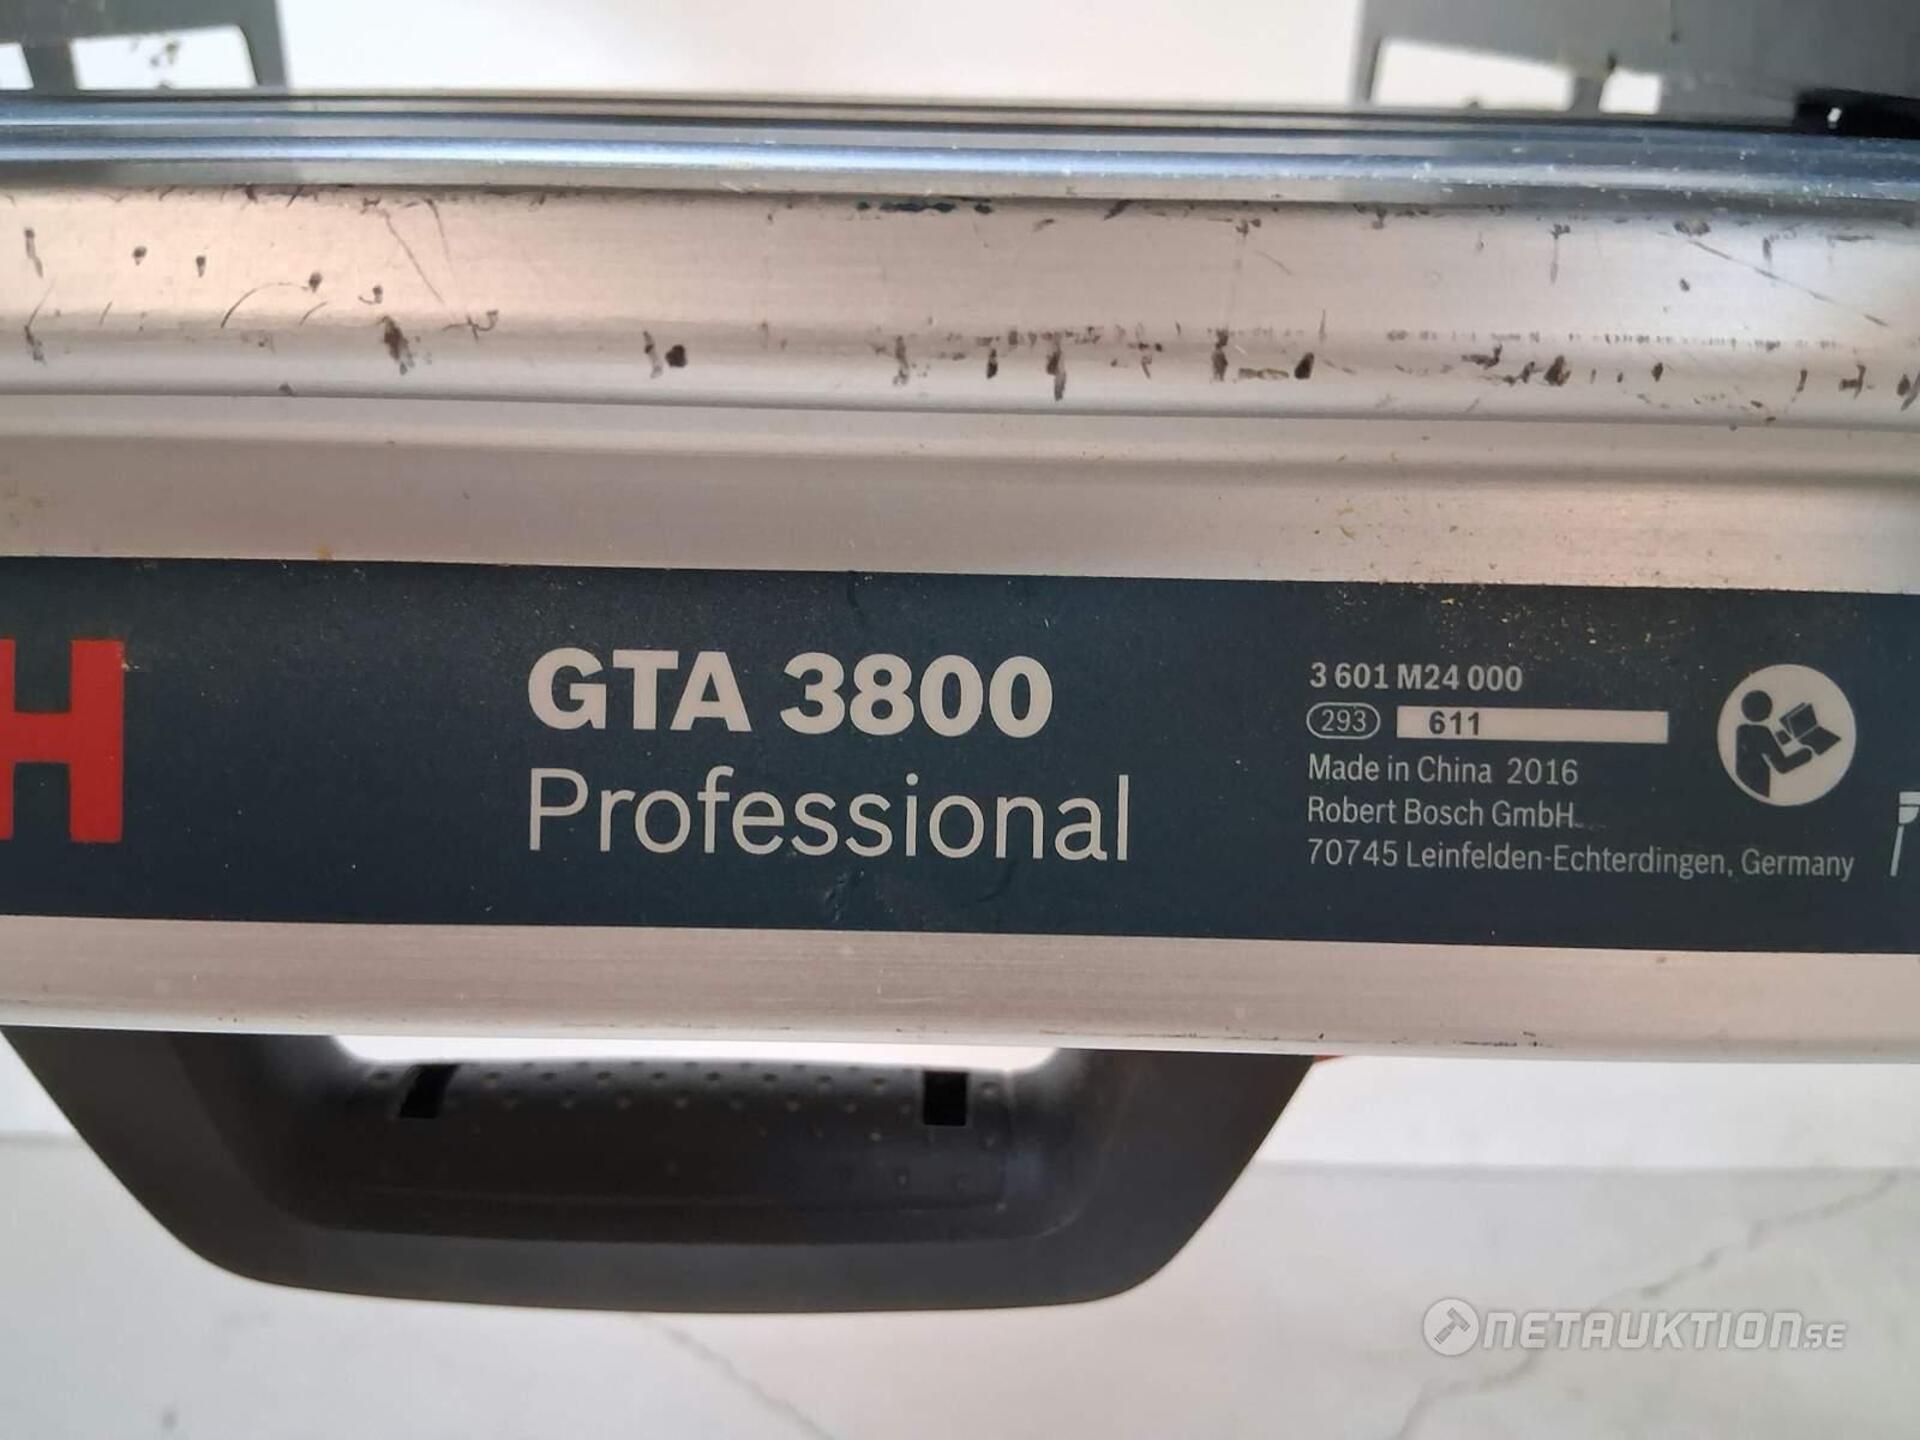 H
GTA 3800
Professional
3 601 M24 000
293 611
Made in China 2016
Robert Bosch GmbH
70745 Leinfelden-Echterdingen, Germany
NETAUKTION.SE